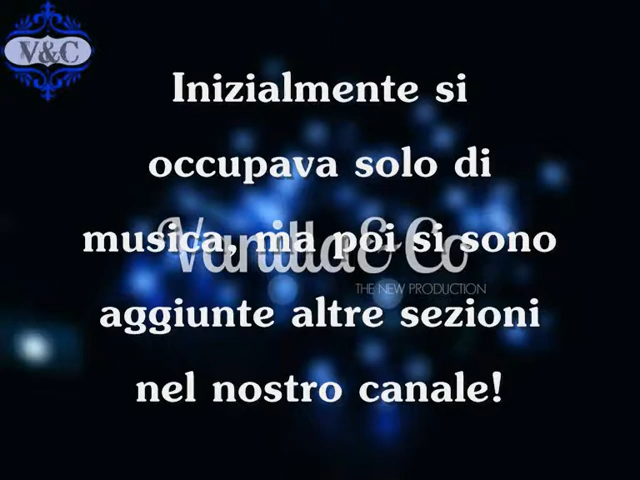 V&C
Inizialmente si
occupava solo di
musica, ma poi si sono
Vanilla & Co
THE NEW PRODUCTION
aggiunte altre sezioni
nel nostro canale!